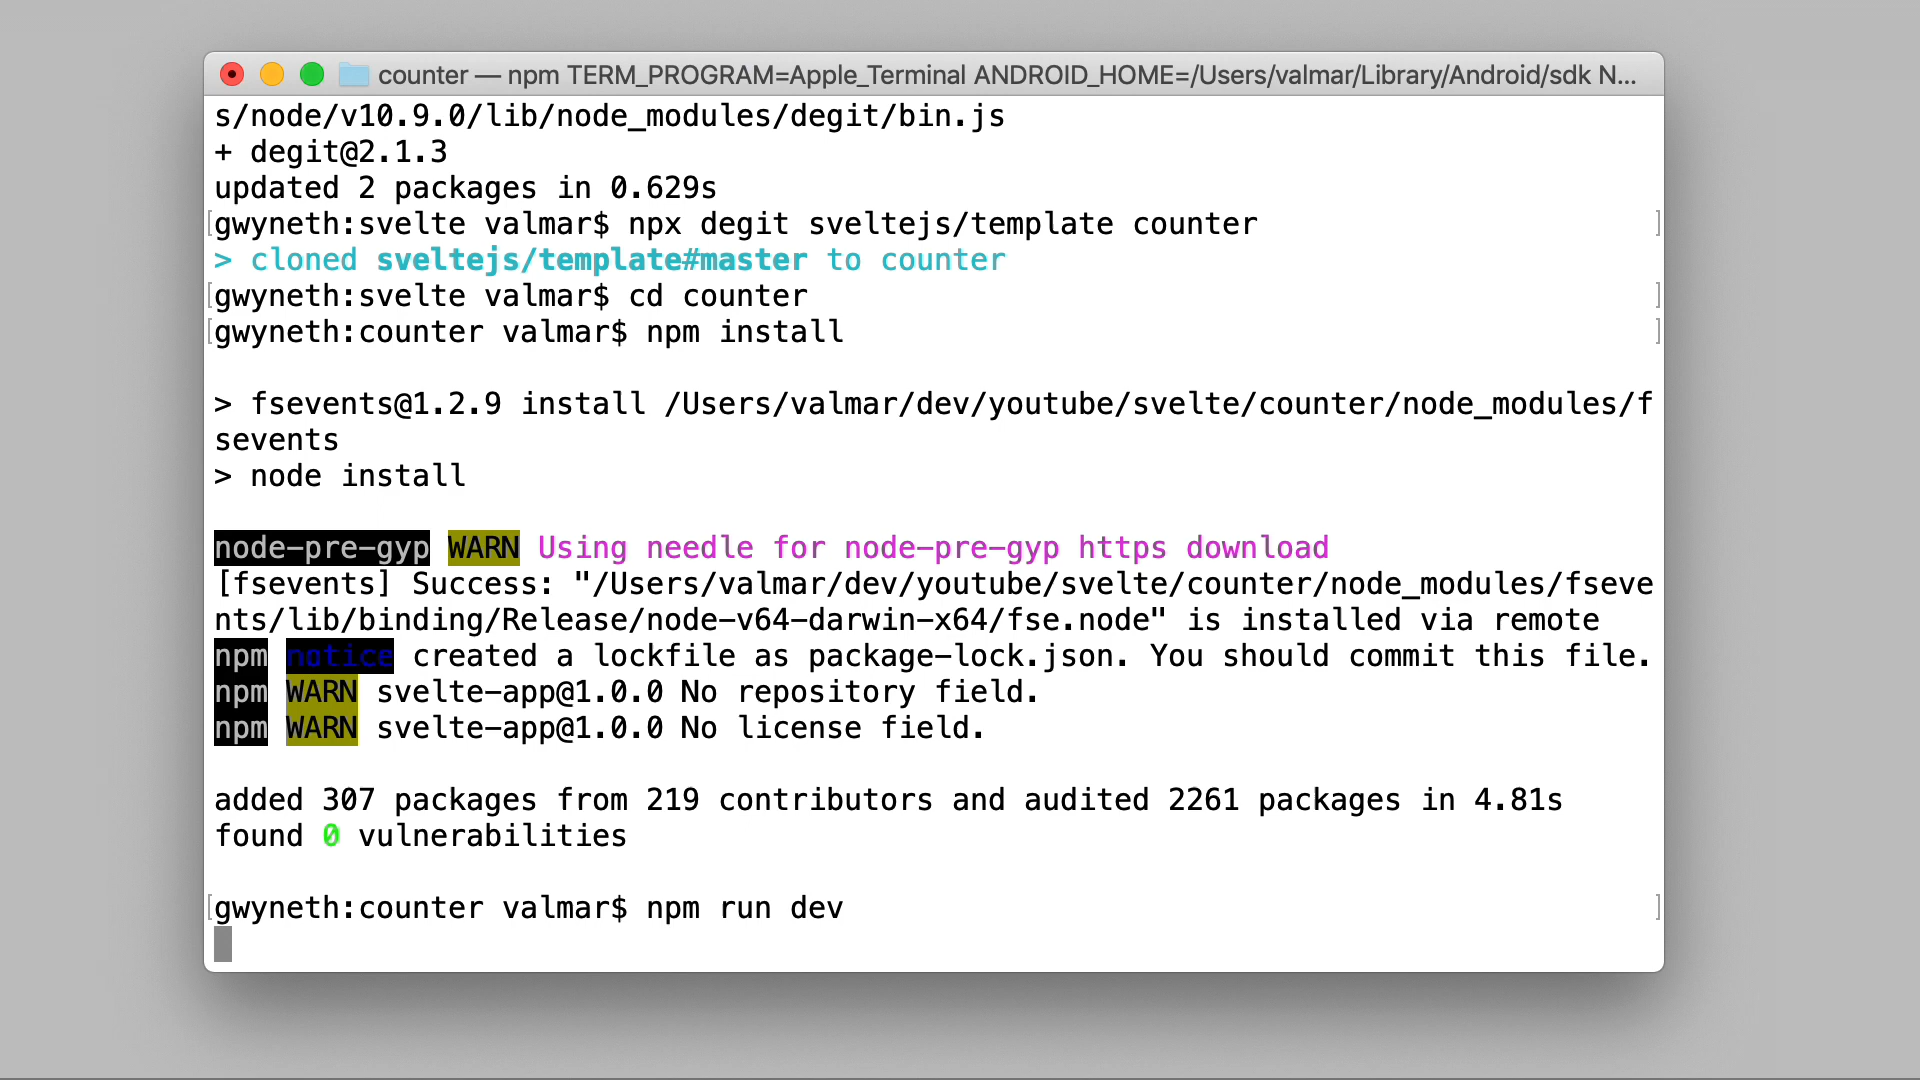 counter — npm TERM_PROGRAM=Apple_Terminal ANDROID_HOME=/Users/valmar/Library/Android/sdk N...
s/node/v10.9.0/lib/node_modules/degit/bin.js
+ degit@2.1.3
updated 2 packages in 0.629s
[gwyneth:svelte valmar$ npx degit sveltejs/template counter ]
> cloned sveltejs/template#master to counter
[gwyneth:svelte valmar$ cd counter ]
[gwyneth:counter valmar$ npm install ]
> fsevents@1.2.9 install /Users/valmar/dev/youtube/svelte/counter/node_modules/f
sevents
> node install
node-pre-gyp WARN Using needle for node-pre-gyp https download
[fsevents] Success: "/Users/valmar/dev/youtube/svelte/counter/node_modules/fseve
nts/lib/binding/Release/node-v64-darwin-x64/fse.node" is installed via remote
npm notice created a lockfile as package-lock.json. You should commit this file.
npm WARN svelte-app@1.0.0 No repository field.
npm WARN svelte-app@1.0.0 No license field.
added 307 packages from 219 contributors and audited 2261 packages in 4.81s
found 0 vulnerabilities
[gwyneth:counter valmar$ npm run dev ]